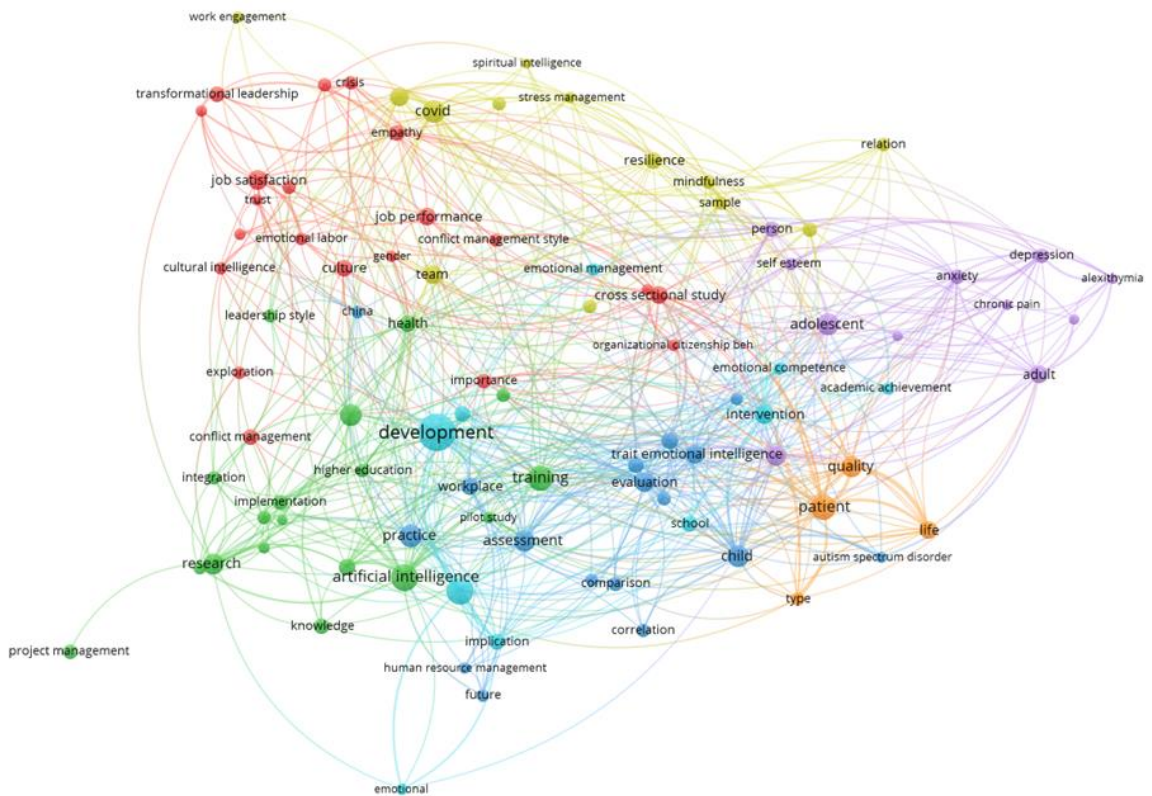 work engagement
spiritual intelligence
crisis
transformational leadership
stress management
covid
empathy
relation
resilience
job satisfaction
mindfulness
trust
sample
job performance
person
emotional labor
conflict management style
gender
depression
self esteem
cultural intelligence
culture
team
emotional management
anxiety
alexithymia
cross sectional study
chronic pain
china
leadership style
health
adolescent
organizational citizenship beh
emotional competence
exploration
adult
importance
academic achievement
intervention
development
conflict management
trait emotional intelligence
quality
higher education
integration
training
workplace
evaluation
implementation
patient
pilot study
school
life
practice
assessment
child
autism spectrum disorder
research
artificial intelligence
comparison
type
knowledge
correlation
implication
project management
human resource management
future
emotional